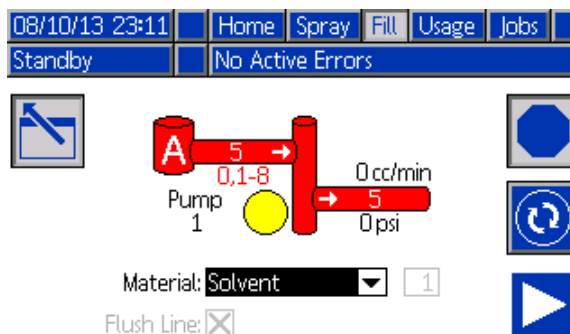 08/10/13 23:11 Home Spray Fill Usage Jobs
Standby No Active Errors
A 5
0,1-8
0 cc/min
Pump
1
5
0 psi
Material: Solvent 1
Flush Line: